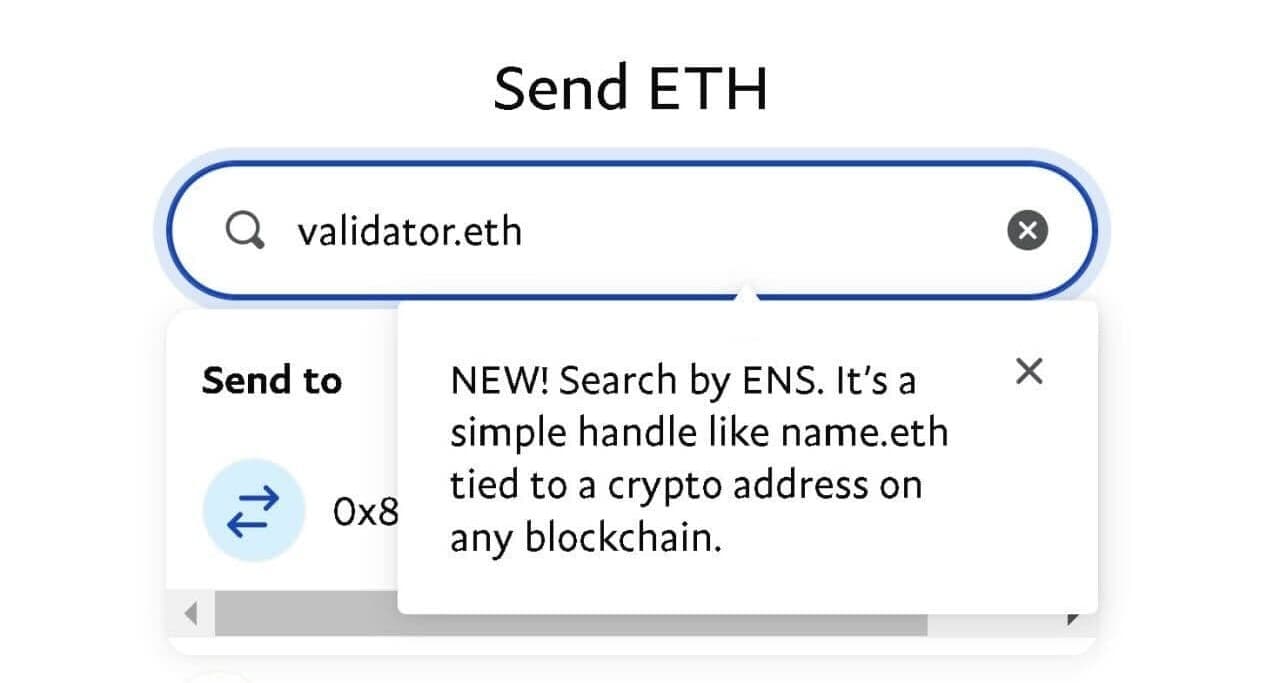 Send ETH
validator.eth
Send to
NEW! Search by ENS. It’s a
simple handle like name.eth
tied to a crypto address on
any blockchain.
0x8